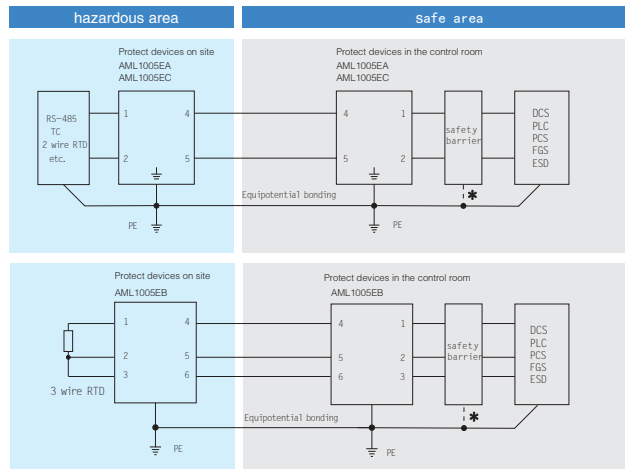 hazardous area
safe area
Protect devices on site
AML1005EA
AML1005EC
Protect devices in the control room
AML1005EA
AML1005EC
RS-485
TC
2 wire RTD
etc.
1
4
2
5
4
1
5
2
safety
barrier
DCS
PLC
PCS
FGS
ESD
Equipotential bonding
*
PE
PE
Protect devices on site
AML1005EB
Protect devices in the control room
AML1005EB
1
4
2
5
3
6
3 wire RTD
4
1
5
2
6
3
safety
barrier
DCS
PLC
PCS
FGS
ESD
Equipotential bonding
*
PE
PE